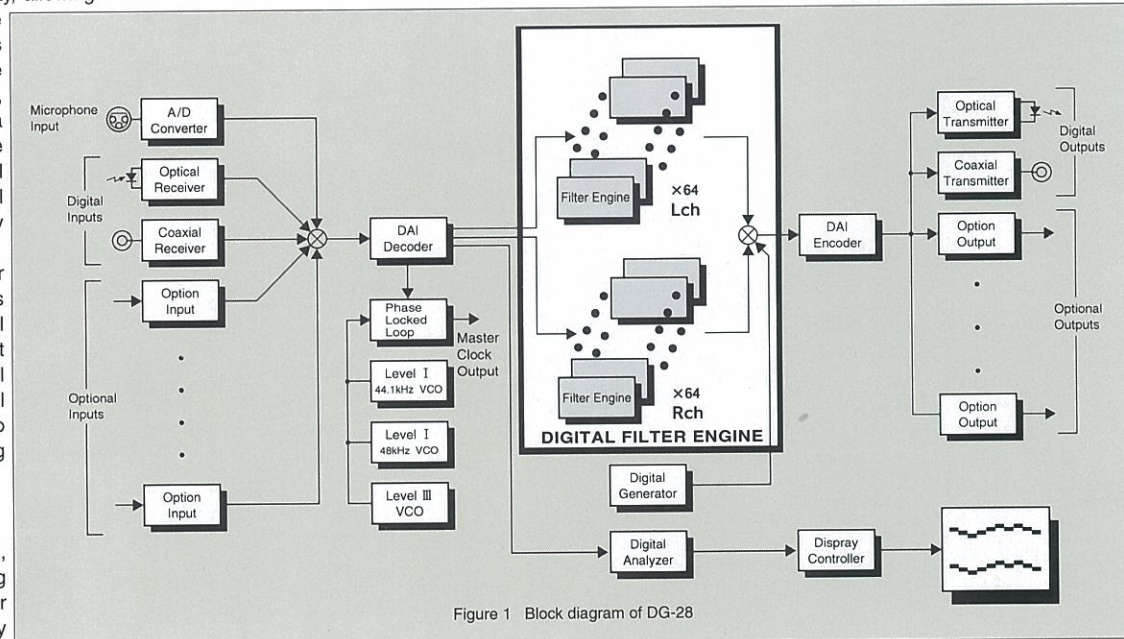 Microphone
Input
A/D
Converter
Digital
Inputs
Optical
Receiver
Coaxial
Receiver
Option
Input
Optional
Inputs
Option
Input
DAI
Decoder
Phase
Locked
Loop
Master
Clock
Output
Level I
44.1kHz VCO
Level I
48kHz VCO
Level III
VCO
Filter Engine
×64
Lch
Filter Engine
×64
Rch
DIGITAL FILTER ENGINE
Digital
Generator
Digital
Analyzer
DAI
Encoder
Dispray
Controller
Optical
Transmitter
Coaxial
Transmitter
Digital
Outputs
Option
Output
Optional
Outputs
Option
Output
Figure 1 Block diagram of DG-28